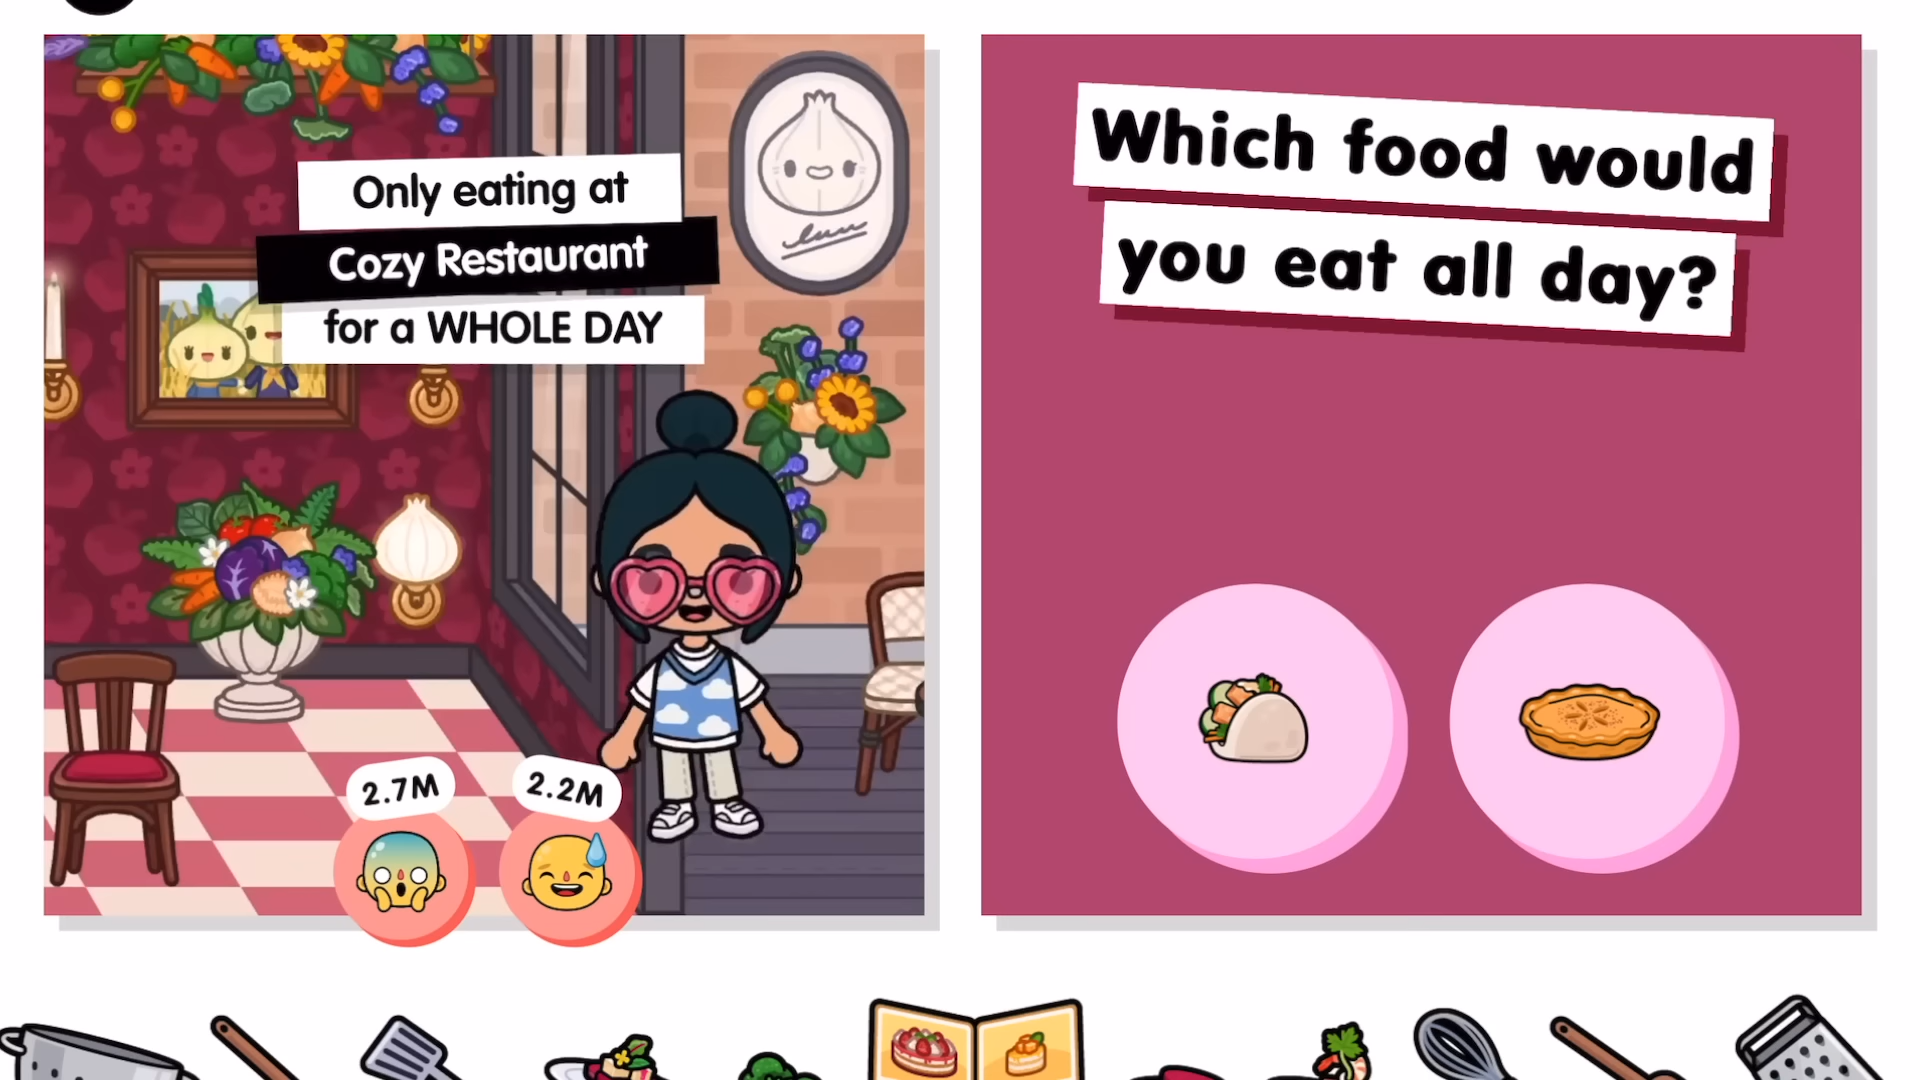 Only eating at
Cozy Restaurant
for a WHOLE DAY
2.7M
2.2M
Which food would
you eat all day?